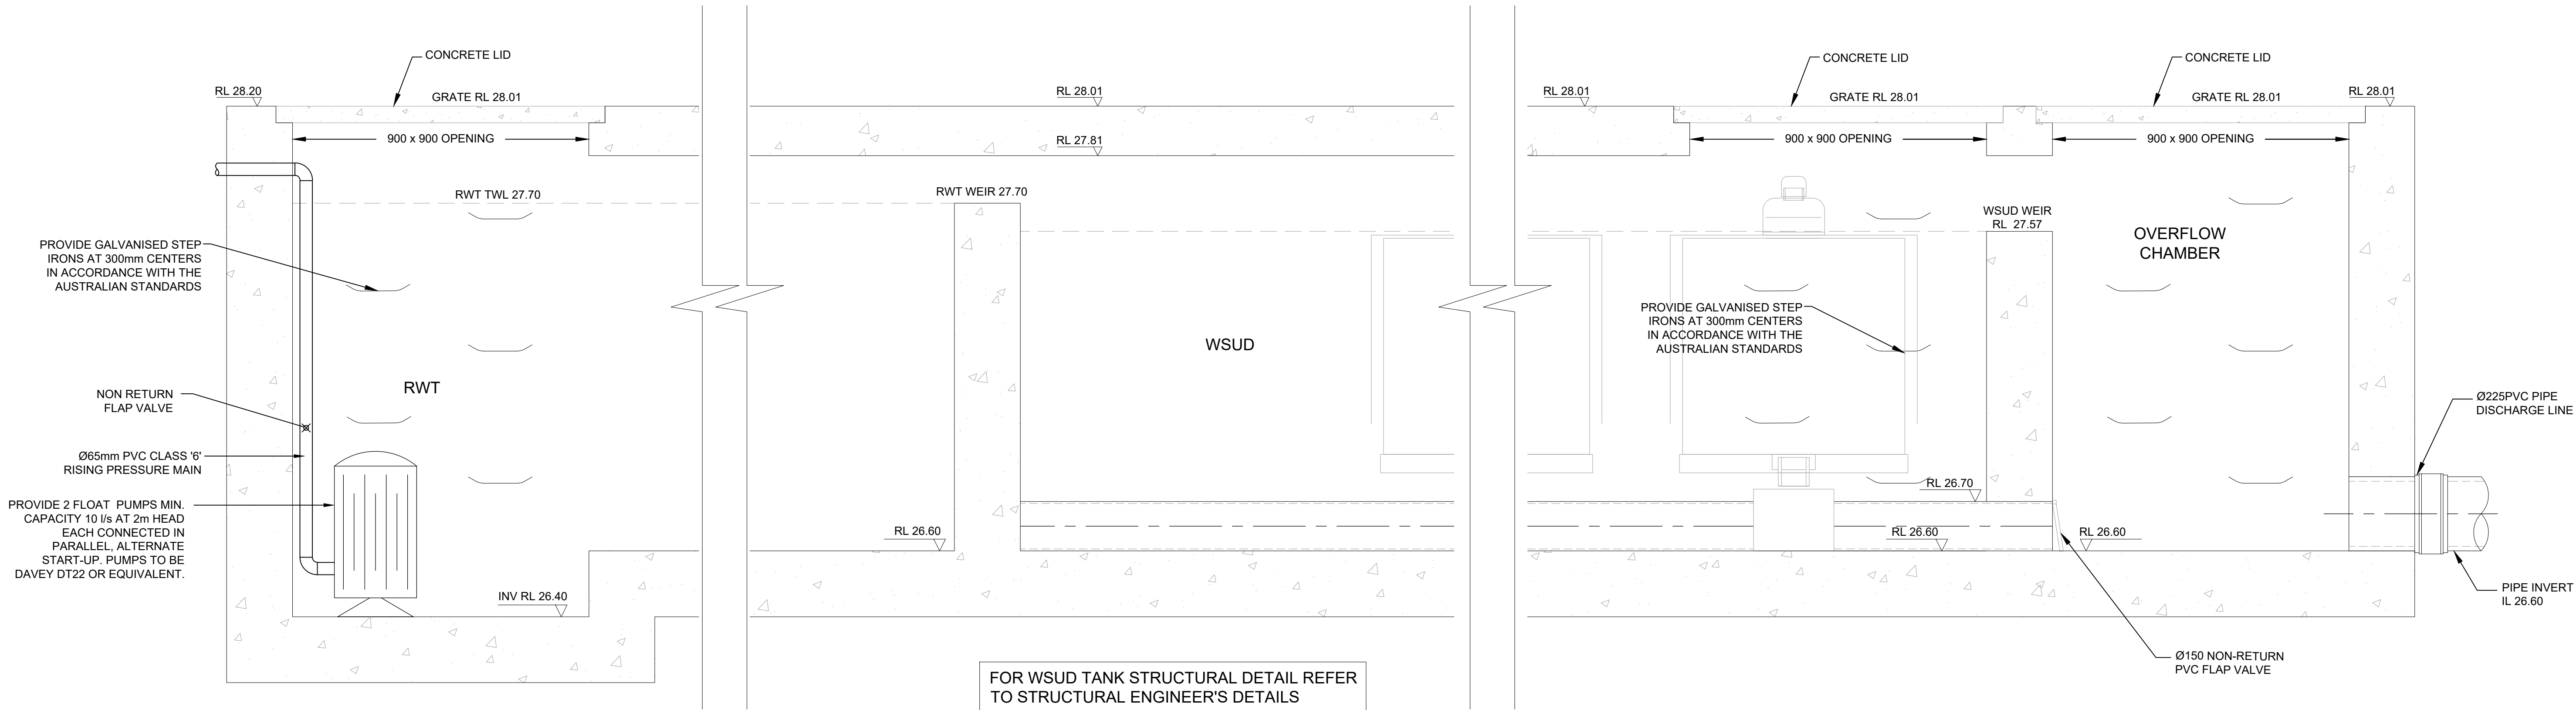 CONCRETE LID
RL 28.20
GRATE RL 28.01
900 x 900 OPENING
RWT TWL 27.70
PROVIDE GALVANISED STEP
IRONS AT 300mm CENTERS
IN ACCORDANCE WITH THE
AUSTRALIAN STANDARDS
RWT
NON RETURN
FLAP VALVE
Ø65mm PVC CLASS '6'
RISING PRESSURE MAIN
PROVIDE 2 FLOAT PUMPS MIN.
CAPACITY 10 l/s AT 2m HEAD
EACH CONNECTED IN
PARALLEL, ALTERNATE
START-UP. PUMPS TO BE
DAVEY DT22 OR EQUIVALENT.
INV RL 26.40
RL 28.01
RL 27.81
RWT WEIR 27.70
WSUD
RL 26.60
FOR WSUD TANK STRUCTURAL DETAIL REFER
TO STRUCTURAL ENGINEER'S DETAILS
RL 28.01
CONCRETE LID
GRATE RL 28.01
900 x 900 OPENING
CONCRETE LID
GRATE RL 28.01
RL 28.01
900 x 900 OPENING
WSUD WEIR
RL 27.57
OVERFLOW
CHAMBER
PROVIDE GALVANISED STEP
IRONS AT 300mm CENTERS
IN ACCORDANCE WITH THE
AUSTRALIAN STANDARDS
RL 26.70
RL 26.60
RL 26.60
Ø225PVC PIPE
DISCHARGE LINE
PIPE INVERT
IL 26.60
Ø150 NON-RETURN
PVC FLAP VALVE